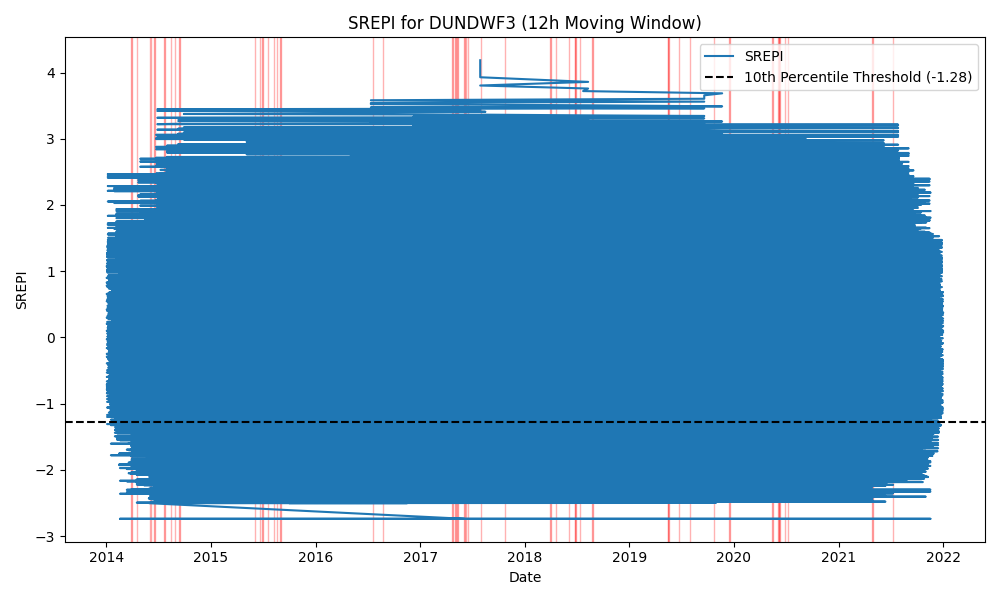 SREPI for DUNDWF3 (12h Moving Window)
SREPI
10th Percentile Threshold (-1.28)
4
3
2
1
0
−1
−2
−3
SREPI
2014 2015 2016 2017 2018 2019 2020 2021 2022
Date